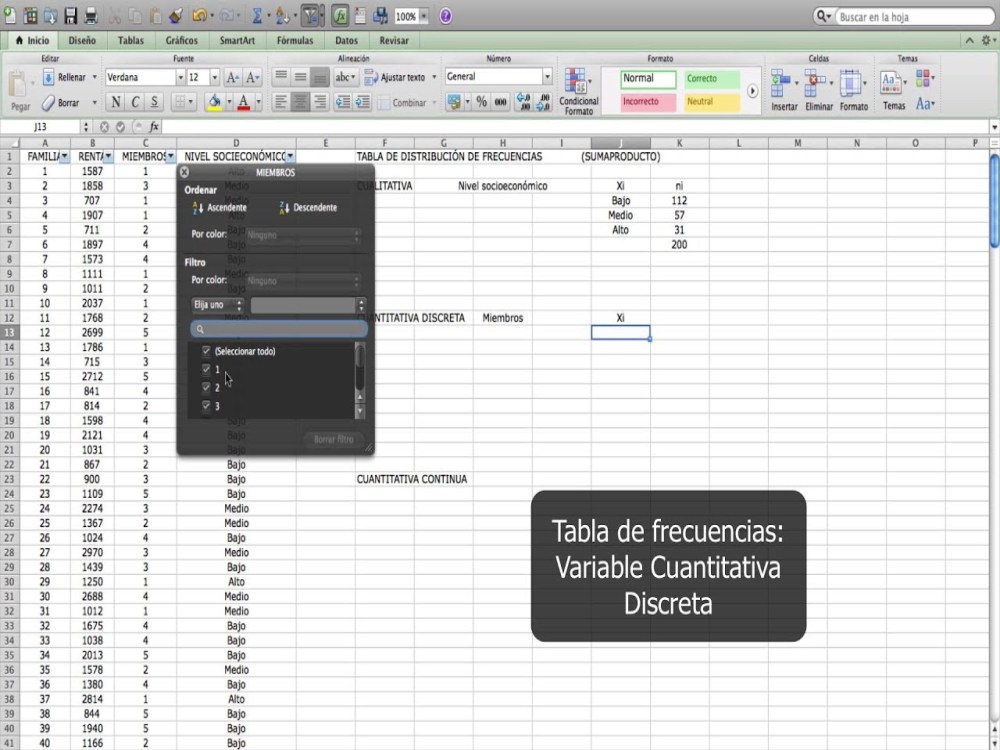 100%
Buscar en la hoja
Inicio Diseño Tablas Gráficos SmartArt Fórmulas Datos Revisar
Editar Fuente Alineación Número Formato Celdas Temas
Pegar Rellenar Verdana 12 A A abc Ajustar texto General Condicional Formato Normal Correcto Insertar Eliminar Formato Temas Aa
Borrar N C S A Combinar % 000 Incorrecto Neutral
J13 fx
A B C D E F G H I J K L M N O P
1 FAMILIA RENTA MIEMBROS NIVEL SOCIECONÓMICO TABLA DE DISTRIBUCIÓN DE FRECUENCIAS (SUMAPRODUCTO)
2 1 1587 1 Alto
3 2 1858 3 Medio CUALITATIVA Nivel socioeconómico Xi ni
4 3 707 1 Bajo 112
5 4 1907 1 Medio 57
6 5 711 2 Alto 31
7 6 1897 4 200
8 7 1573 4
9 8 1111 1
10 9 1011 2
11 10 2037 1
12 11 1768 2 CUANTITATIVA DISCRETA Miembros Xi
13 12 2699 5
14 13 1786 1
15 14 715 3
16 15 2712 5
17 16 841 4
18 17 814 2
19 18 1598 4
20 19 2121 4
21 20 1031 3
22 21 867 2 Bajo
23 22 900 3 Bajo CUANTITATIVA CONTINUA
24 23 1109 5 Bajo
25 24 2274 3 Medio
26 25 1367 2 Medio
27 26 1024 4 Bajo
28 27 2970 3 Medio
29 28 1439 3 Bajo
30 29 1250 1 Alto
31 30 2688 4 Medio
32 31 1012 1 Medio
33 32 1675 4 Bajo
34 33 1038 4 Bajo
35 34 2013 5 Bajo
36 35 1578 2 Medio
37 36 1380 4 Bajo
38 37 2814 1 Alto
39 38 844 5 Bajo
40 39 1940 5 Bajo
41 40 1166 2 Bajo
MIEMBROS
Ordenar
Ascendente Descendente
Por color: Ninguno
Filtro
Por color: Ninguno
Elija uno
(Seleccionar todo)
1
2
3
Borrar filtro
Tabla de frecuencias:
Variable Cuantitativa
Discreta